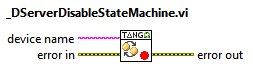 _DServerDisableStateMachine.vi
device name
TANGO
error in
error out